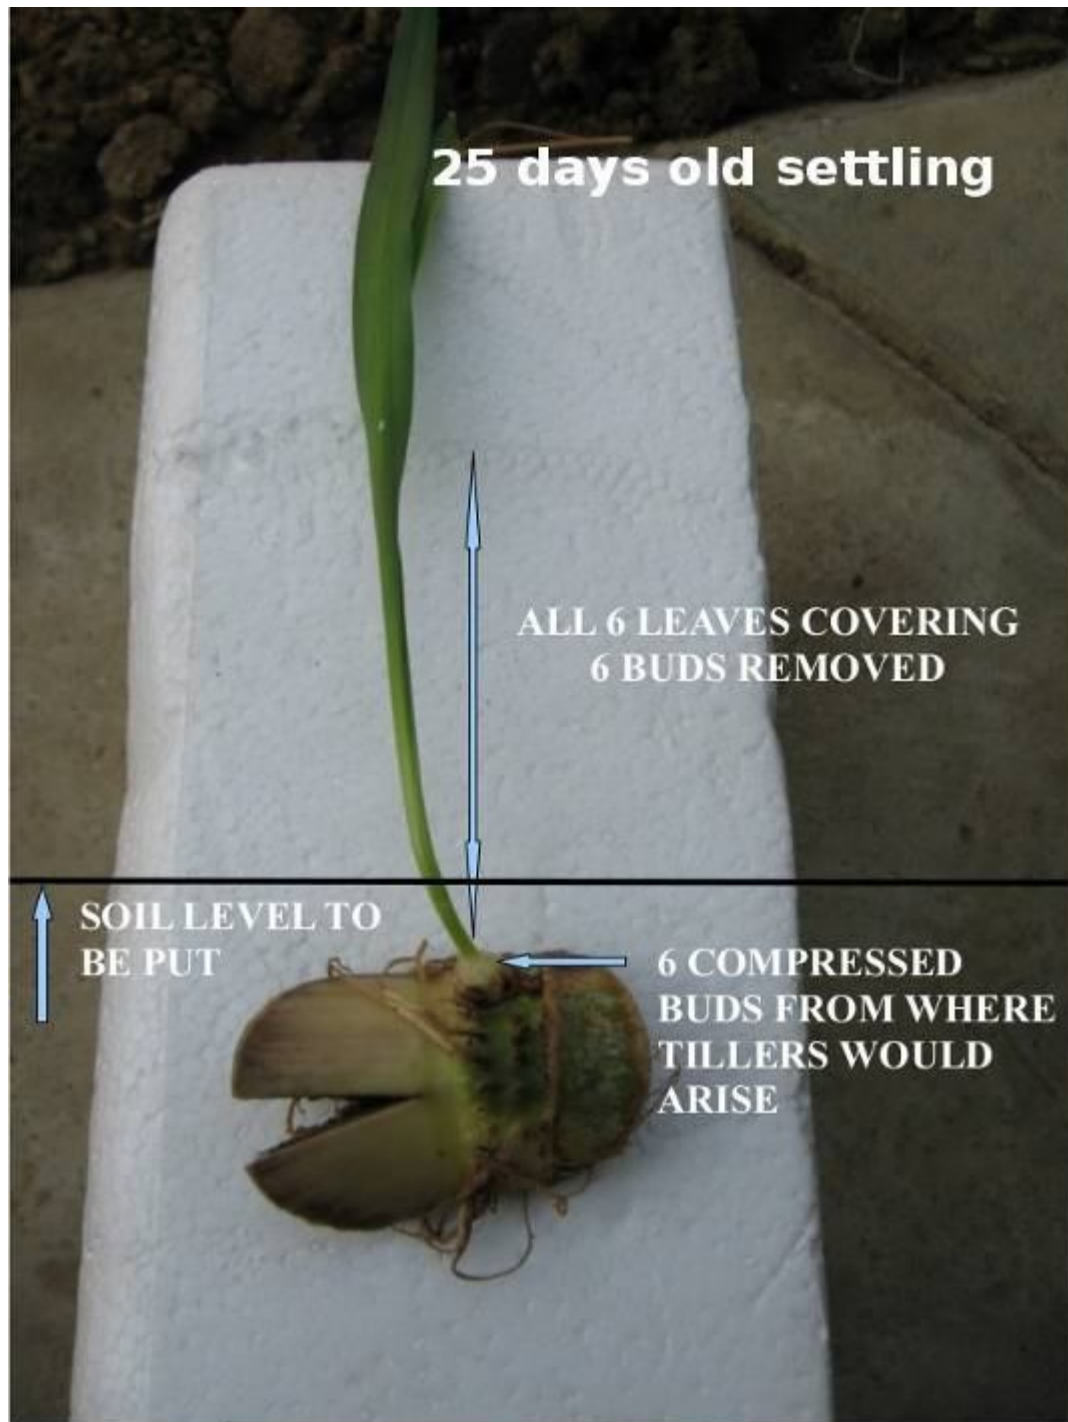 25 days old settling
ALL 6 LEAVES COVERING
6 BUDS REMOVED
SOIL LEVEL TO
BE PUT
6 COMPRESSED
BUDS FROM WHERE
TILLERS WOULD
ARISE